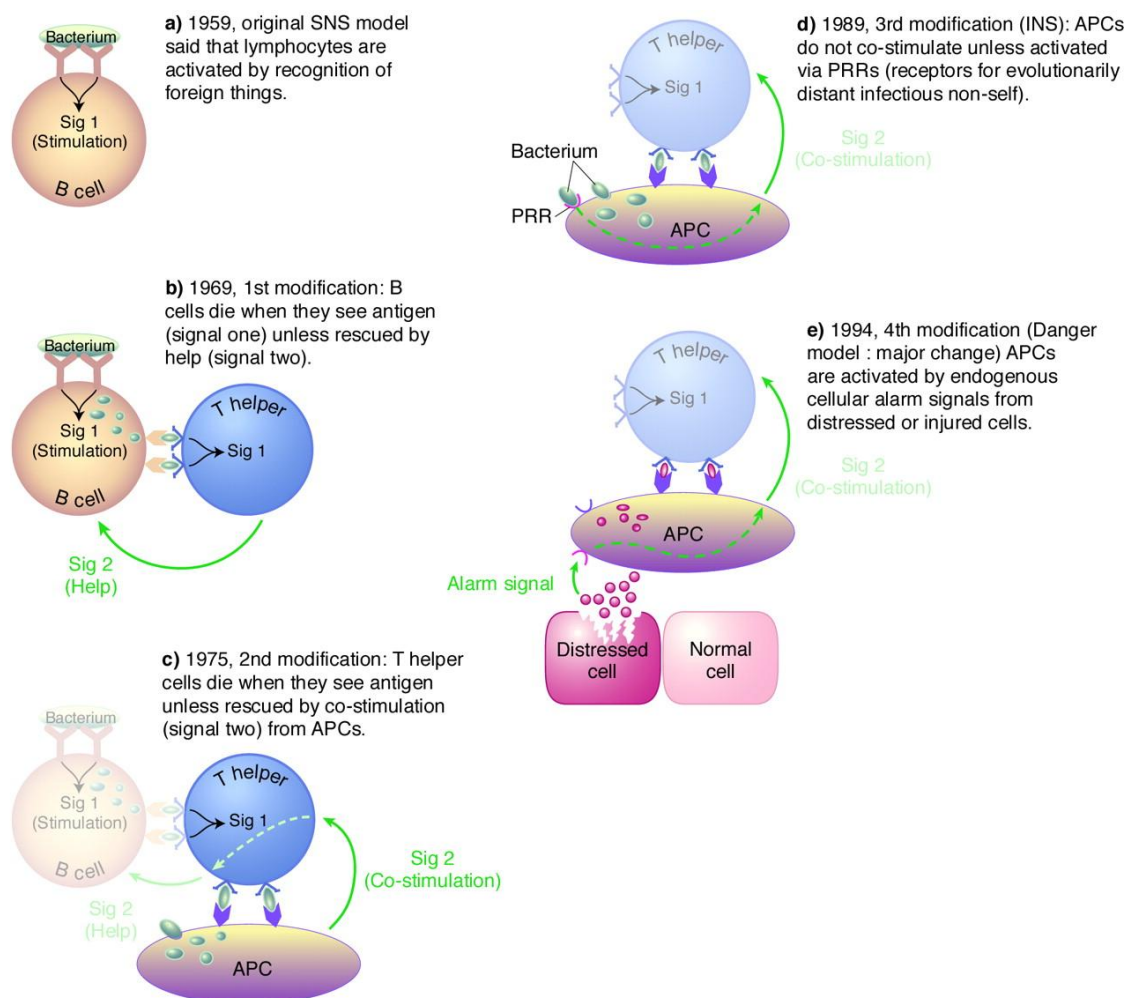 a) 1959, original SNS model
said that lymphocytes are
activated by recognition of
foreign things.
Bacterium
Sig 1
(Stimulation)
B cell
b) 1969, 1st modification: B
cells die when they see antigen
(signal one) unless rescued by
help (signal two).
Bacterium
Sig 1
(Stimulation)
B cell
T helper
Sig 1
Sig 2
(Help)
c) 1975, 2nd modification: T helper
cells die when they see antigen
unless rescued by co-stimulation
(signal two) from APCs.
Bacterium
Sig 1
(Stimulation)
B cell
T helper
Sig 1
Sig 2
(Help)
Sig 2
(Co-stimulation)
APC
d) 1989, 3rd modification (INS): APCs
do not co-stimulate unless activated
via PRRs (receptors for evolutionarily
distant infectious non-self).
T helper
Sig 1
Sig 2
(Co-stimulation)
Bacterium
PRR
APC
e) 1994, 4th modification (Danger
model : major change) APCs
are activated by endogenous
cellular alarm signals from
distressed or injured cells.
T helper
Sig 1
Sig 2
(Co-stimulation)
APC
Alarm signal
Distressed
cell
Normal
cell